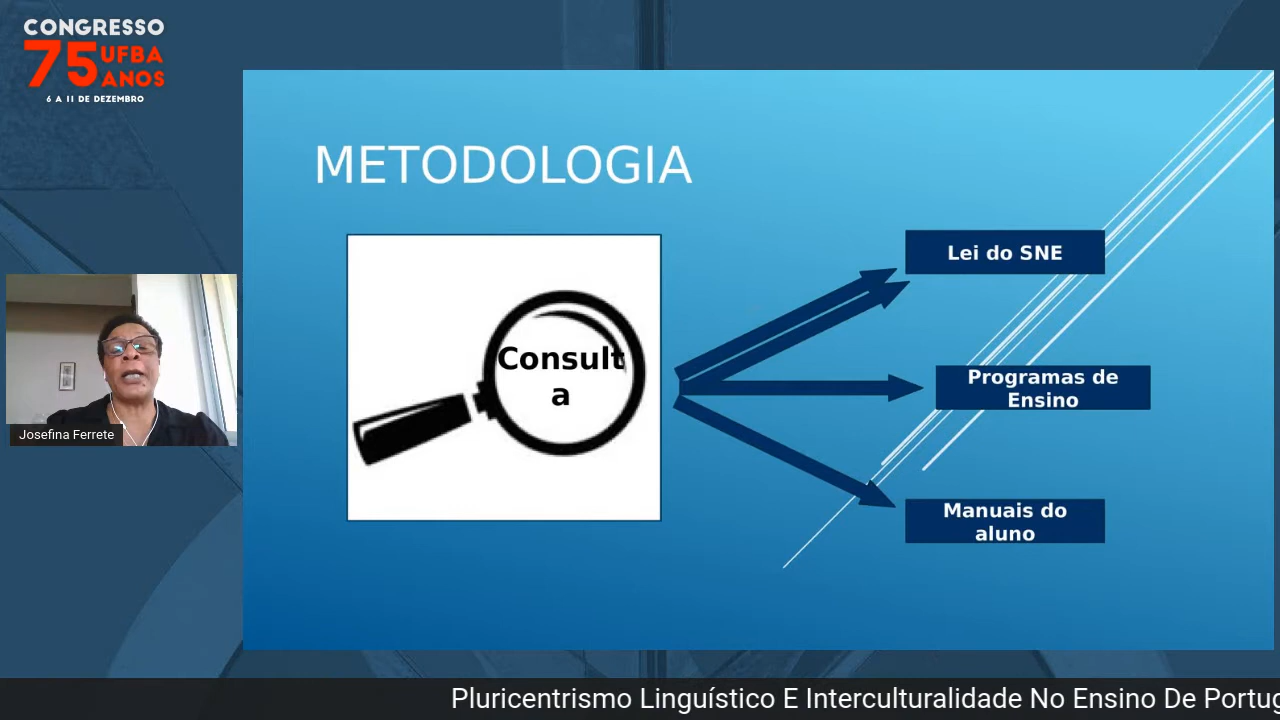 CONGRESSO
75 UFBA
ANOS
6 A 11 DE DEZEMBRO
METODOLOGIA
Consult
a
Lei do SNE
Programas de
Ensino
Manuais do
aluno
Josefina Ferrete
Pluricentrismo Linguístico E Interculturalidade No Ensino De Portug